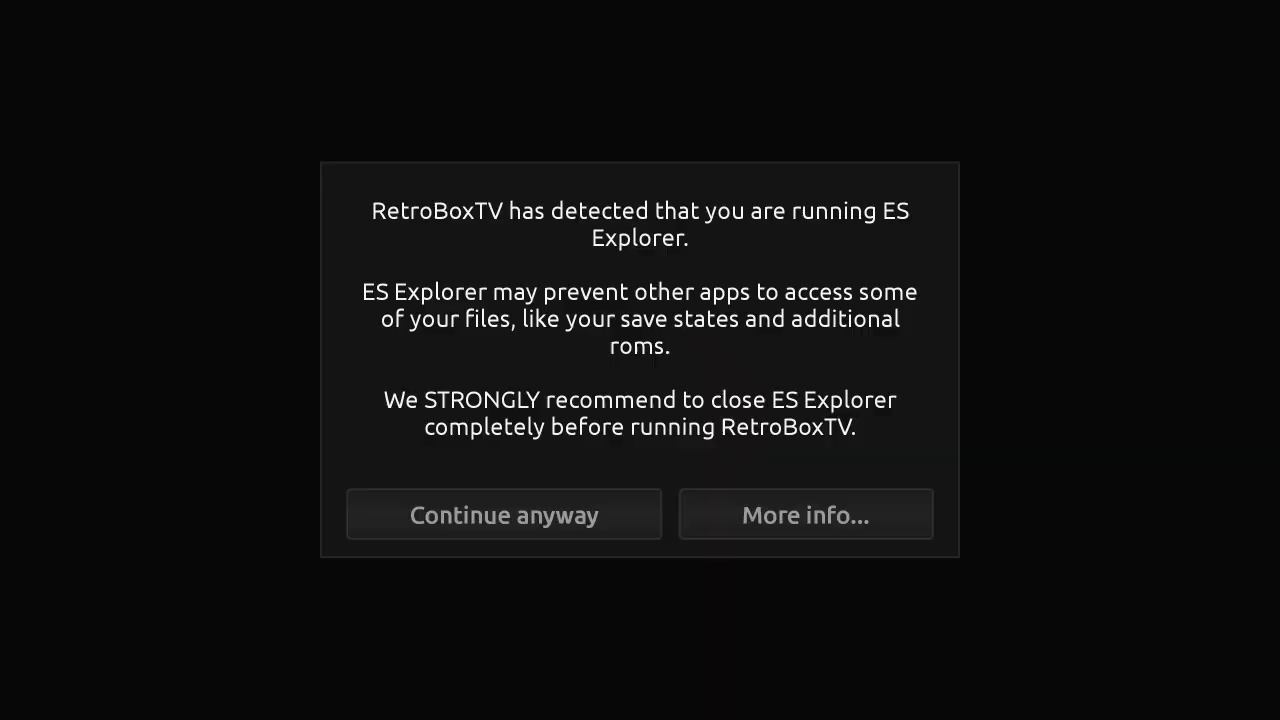 RetroBoxTV has detected that you are running ES
Explorer.
ES Explorer may prevent other apps to access some
of your files, like your save states and additional
roms.
We STRONGLY recommend to close ES Explorer
completely before running RetroBoxTV.
Continue anyway
More info...